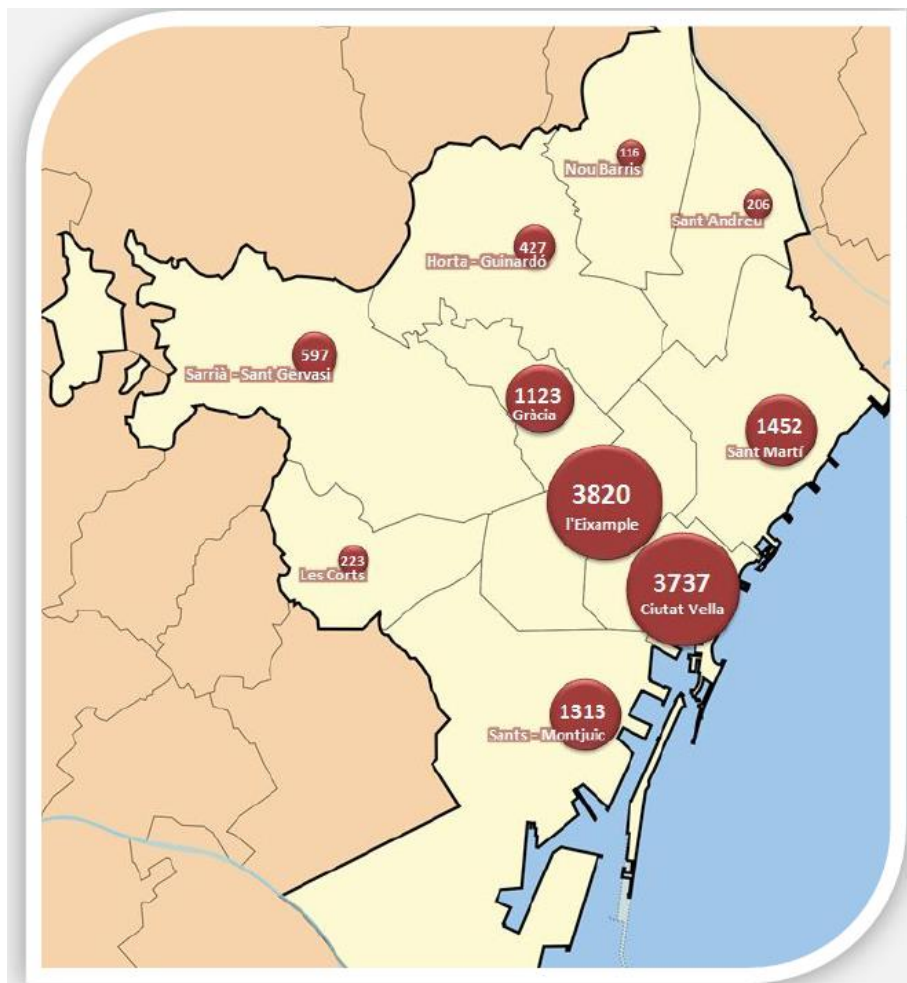 116
Nou Barris
206
Sant Andreu
427
Horta - Guinardó
597
Sarrià - Sant Gervasi
1123
Gràcia
1452
Sant Martí
3820
l'Eixample
223
Les Corts
3737
Ciutat Vella
1313
Sants - Montjuic